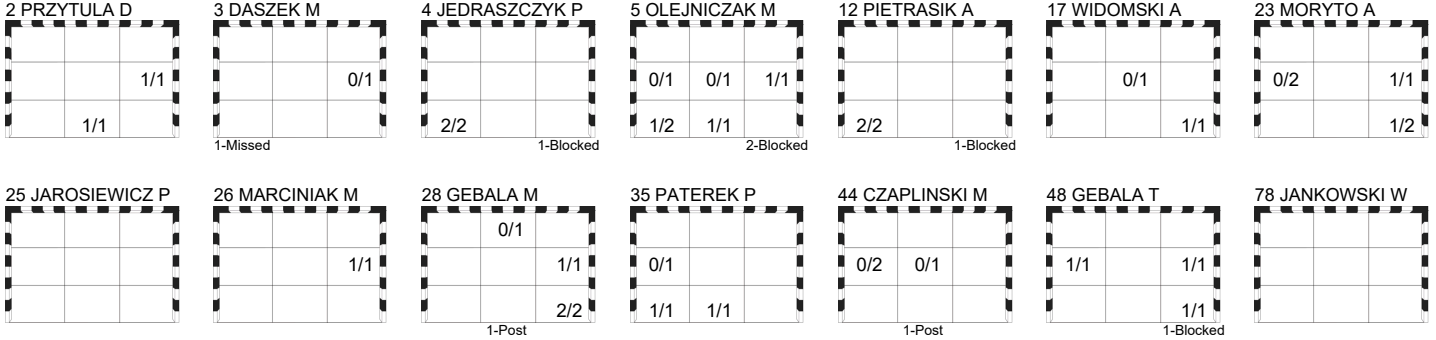 2 PRZYTULA D 3 DASZEK M 4 JEDRASZCZYK P 5 OLEJNICZAK M 12 PIETRASIK A 17 WIDOMSKI A 23 MORYTO A
1/1 0/1 0/1 0/1 1/1 0/1 0/2 1/1
1/1 2/2 1/2 1/1 2/2 1/1 1/2
1-Missed 1-Blocked 2-Blocked 1-Blocked
25 JAROSIEWICZ P 26 MARCINIAK M 28 GEBALA M 35 PATEREK P 44 CZAPLINSKI M 48 GEBALA T 78 JANKOWSKI W
0/1
1/1 1/1 0/1 0/2 0/1 1/1 1/1
2/2 1/1 1/1 1/1
1-Post 1-Post 1-Blocked